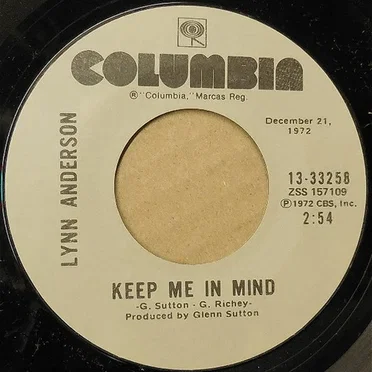 COLUMBIA
® "Columbia," Marcas Reg.
December 21,
1972
LYNN ANDERSON
13-33258
ZSS 157109
Ⓟ1972 CBS, Inc.
2:54
KEEP ME IN MIND
-G. Sutton - G. Richey-
Produced by Glenn Sutton